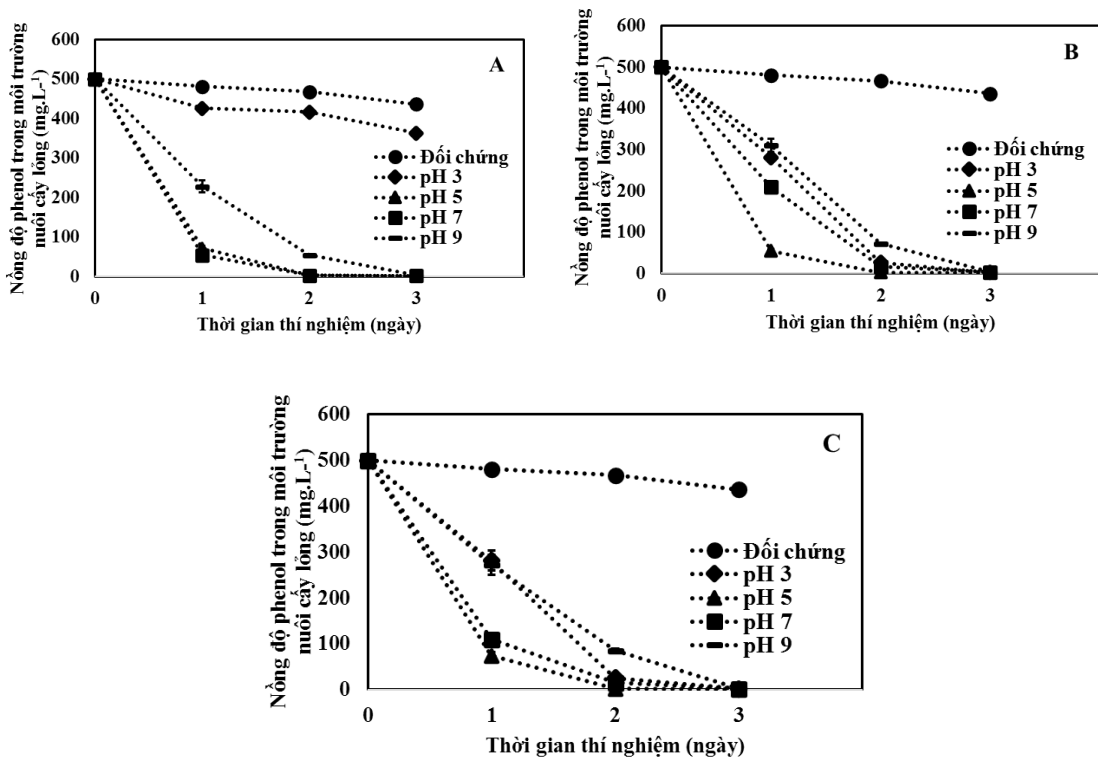 A
600
500
400
300
200
100
0
0
1
2
3
Nồng độ phenol trong môi trường
nuôi cấy lỏng (mg.L-¹)
Thời gian thí nghiệm (ngày)
Đối chứng
pH 3
pH 5
pH 7
pH 9
B
600
500
400
300
200
100
0
0
1
2
3
Nồng độ phenol trong môi trường
nuôi cấy lỏng (mg.L-¹)
Thời gian thí nghiệm (ngày)
Đối chứng
pH 3
pH 5
pH 7
pH 9
C
600
500
400
300
200
100
0
0
1
2
3
Nồng độ phenol trong môi trường
nuôi cấy lỏng (mg.L-¹)
Thời gian thí nghiệm (ngày)
Đối chứng
pH 3
pH 5
pH 7
pH 9